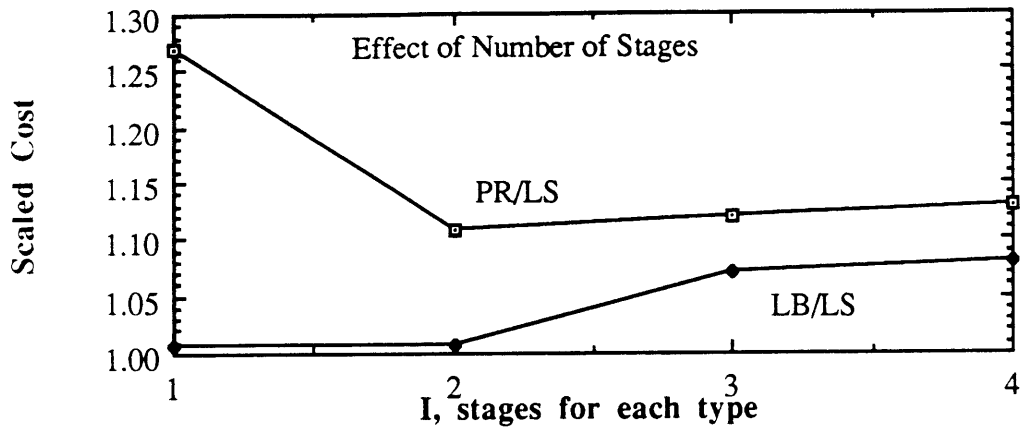 1.30
Effect of Number of Stages
1.25
1.20
1.15
PR/LS
1.10
1.05
LB/LS
1.00
1 2 3 4
I, stages for each type
Scaled Cost